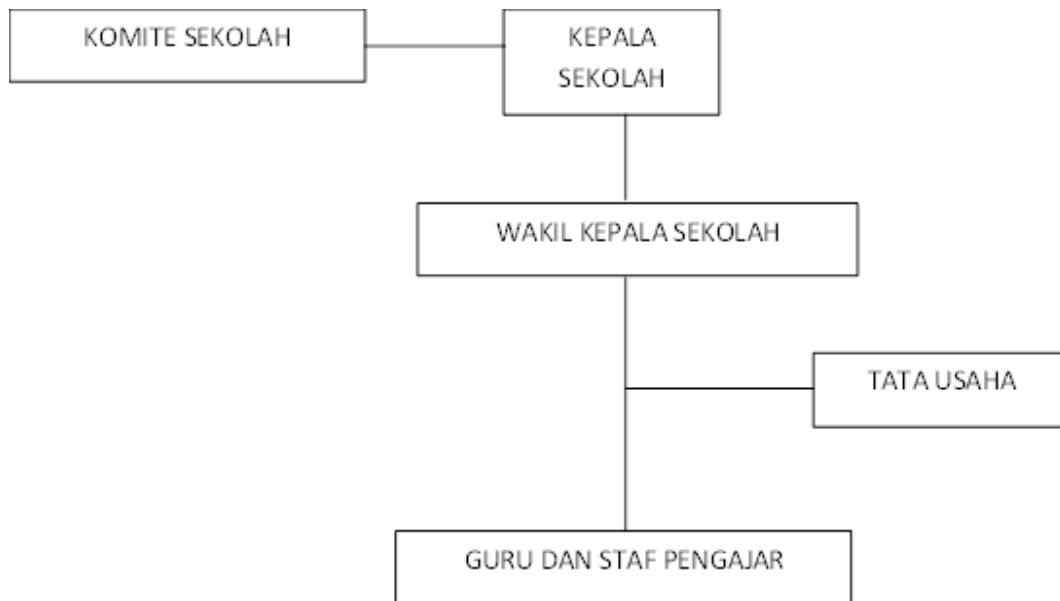 KOMITE SEKOLAH
KEPALA
SEKOLAH
WAKIL KEPALA SEKOLAH
TATA USAHA
GURU DAN STAF PENGAJAR